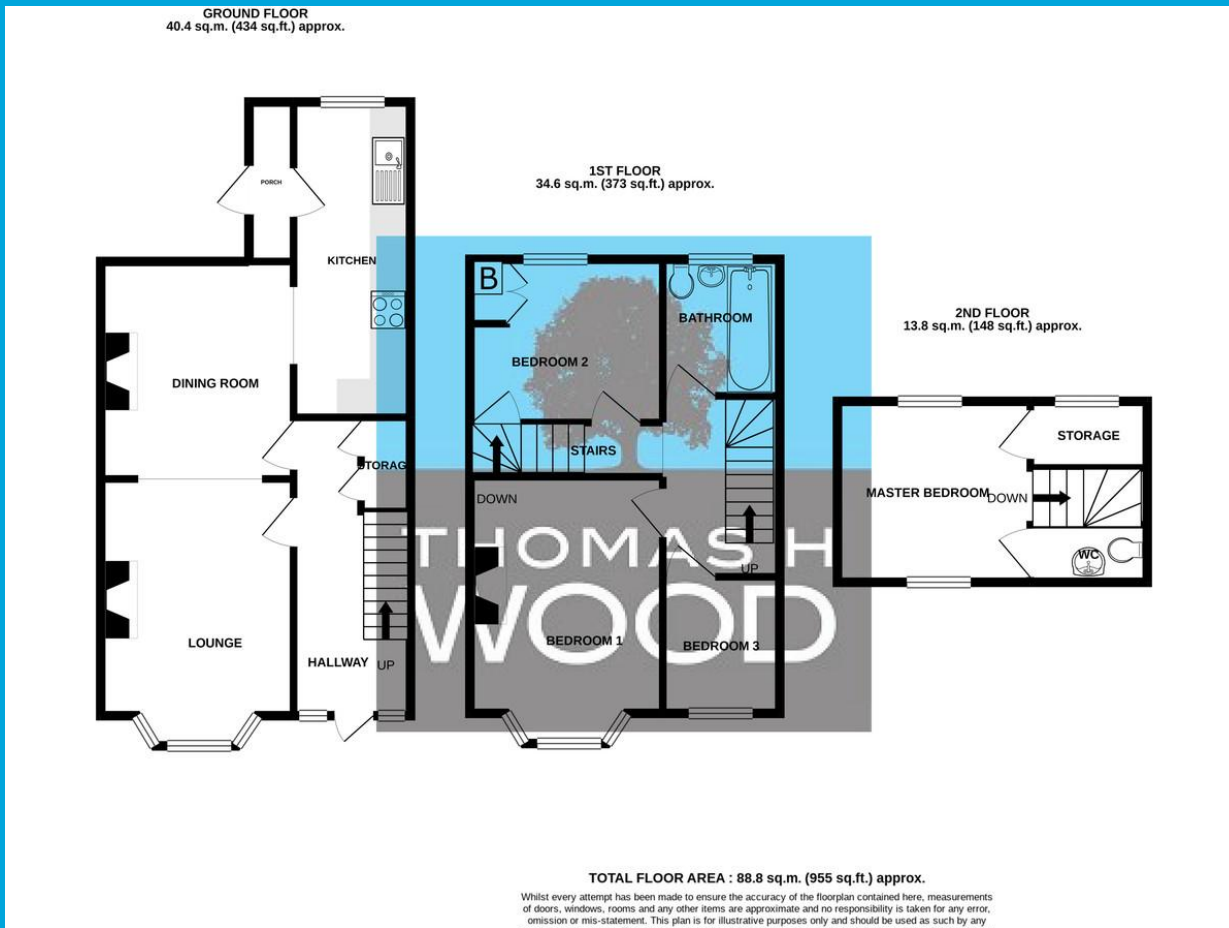 GROUND FLOOR
40.4 sq.m. (434 sq.ft.) approx.
1ST FLOOR
34.6 sq.m. (373 sq.ft.) approx.
2ND FLOOR
13.8 sq.m. (148 sq.ft.) approx.
PORCH
KITCHEN
DINING ROOM
STORAG
LOUNGE
HALLWAY
UP
B
BEDROOM 2
BATHROOM
STAIRS
DOWN
UP
BEDROOM 1
BEDROOM 3
STORAGE
MASTER BEDROOM
DOWN
WC
THOMAS H
WOOD
TOTAL FLOOR AREA : 88.8 sq.m. (955 sq.ft.) approx.
Whilst every attempt has been made to ensure the accuracy of the floorplan contained here, measurements
of doors, windows, rooms and any other items are approximate and no responsibility is taken for any error,
omission or mis-statement. This plan is for illustrative purposes only and should be used as such by any